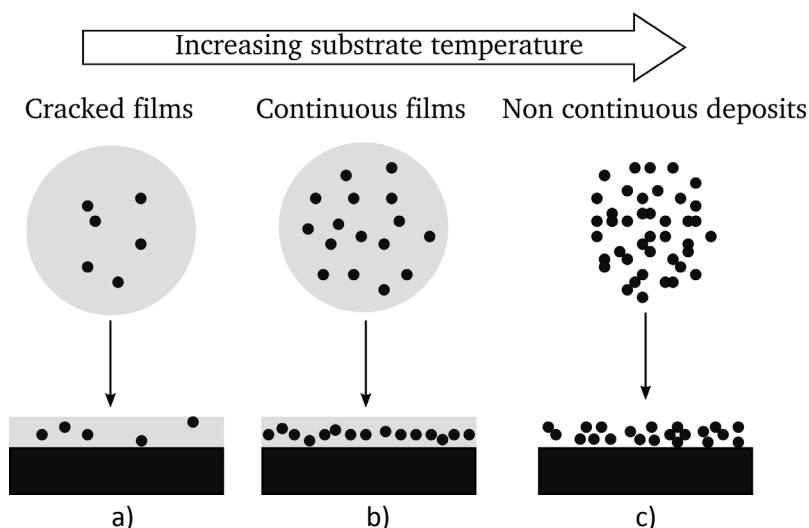 Increasing substrate temperature
Cracked films
Continuous films
Non continuous deposits
a)
b)
c)